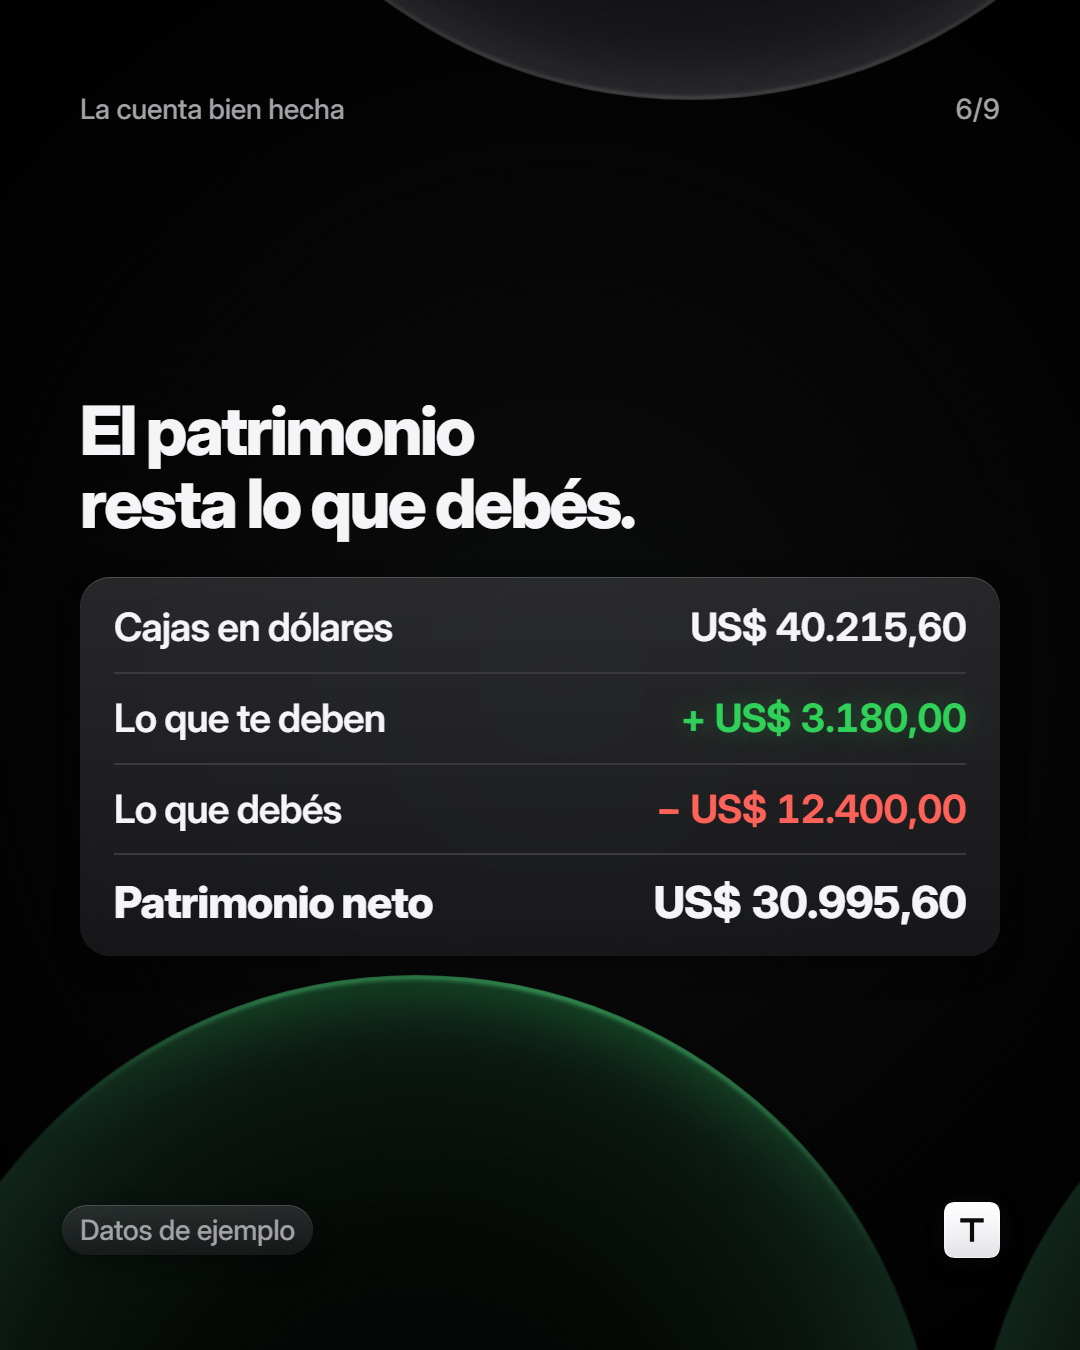 La cuenta bien hecha
6/9
El patrimonio
resta lo que debés.
Cajas en dólares US$ 40.215,60
Lo que te deben + US$ 3.180,00
Lo que debés – US$ 12.400,00
Patrimonio neto US$ 30.995,60
Datos de ejemplo
T